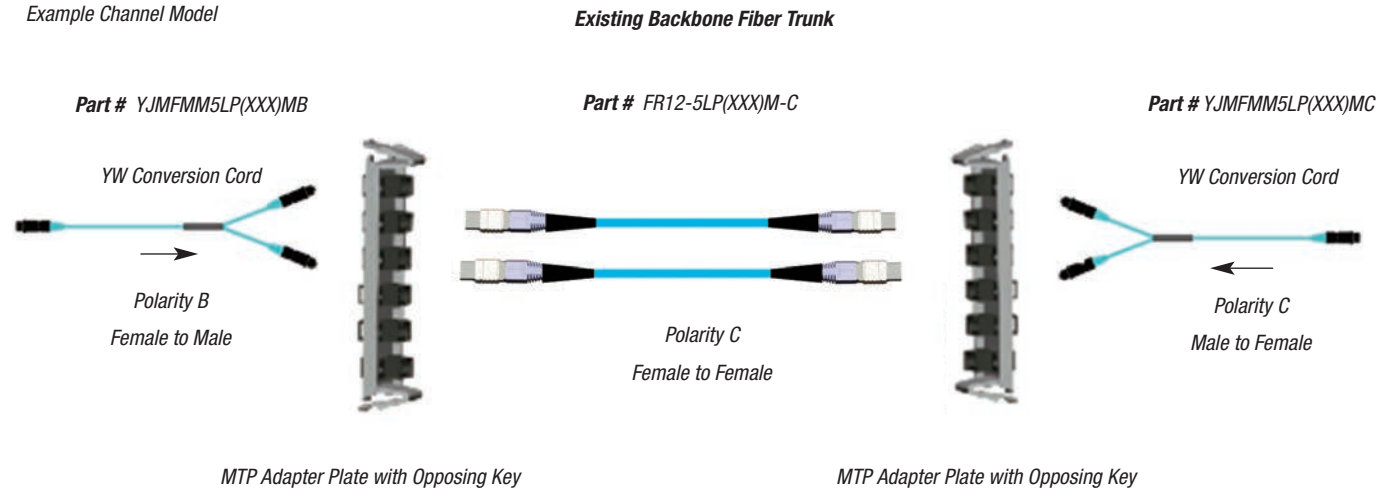 Example Channel Model
Existing Backbone Fiber Trunk
Part # YJMFMM5LP(XXX)MB
Part # FR12-5LP(XXX)M-C
Part # YJMFMM5LP(XXX)MC
YW Conversion Cord
YW Conversion Cord
Polarity B
Female to Male
Polarity C
Female to Female
Polarity C
Male to Female
MTP Adapter Plate with Opposing Key
MTP Adapter Plate with Opposing Key